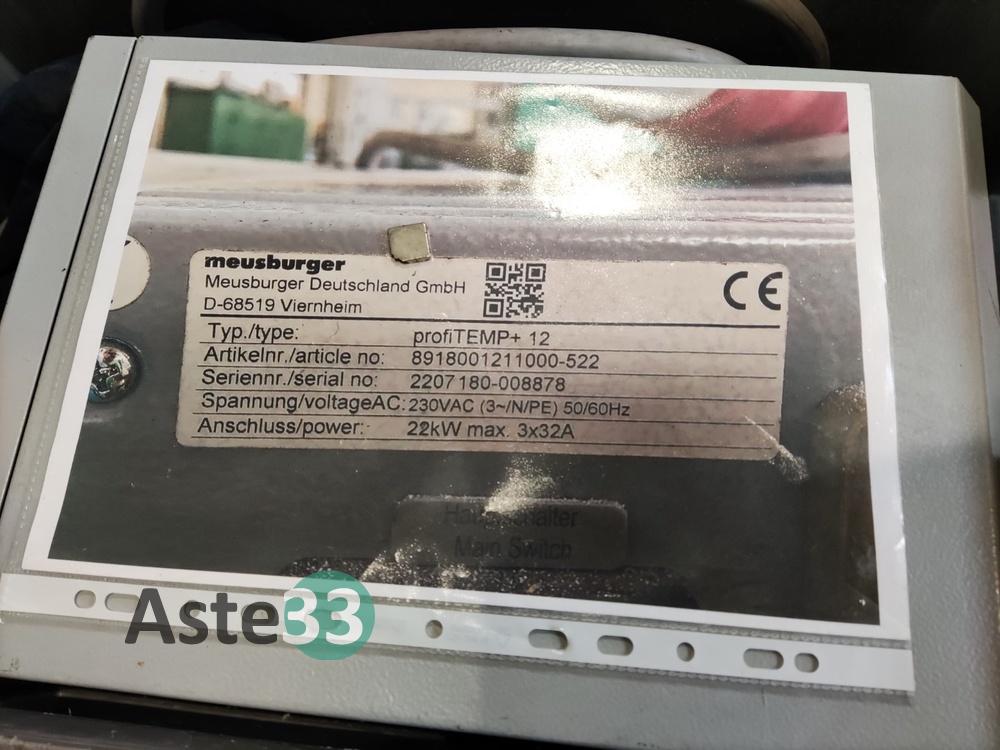 meusburger
Meusburger Deutschland GmbH
D-68519 Viernheim
CE
Typ./type: profiTEMP+ 12
Artikelnr./article no: 8918001211000-522
Seriennr./serial no: 2207180-008878
Spannung/voltageAC: 230VAC (3~/N/PE) 50/60Hz
Anschluss/power: 22kW max. 3x32A
Hauptschalter
Main Switch
Aste33